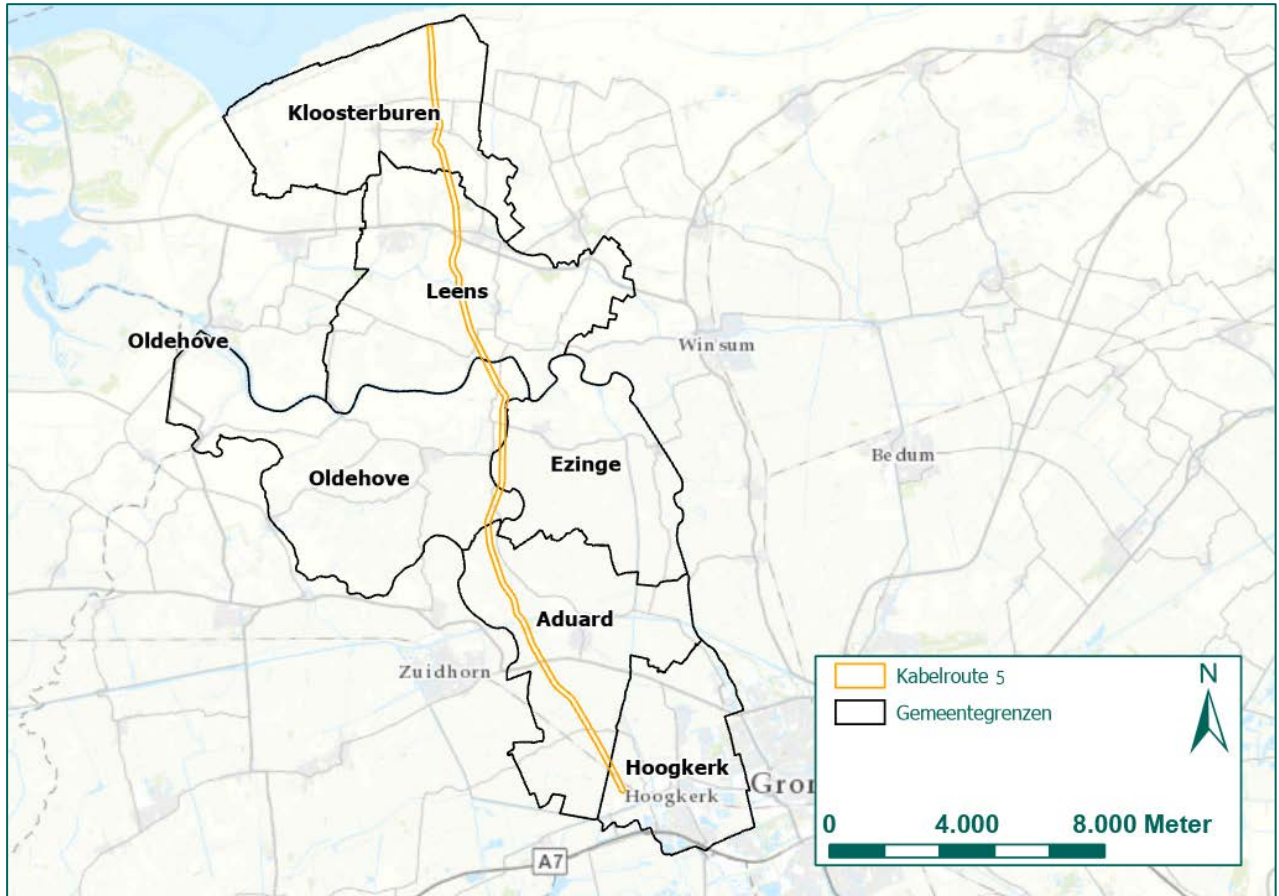 Kloosterburen
Leens
Oldehove
Winsum
Oldehove
Ezinge
Bedum
Aduard
Zuidhorn
Hoogkerk
Hoogkerk
Gron
A7
Kabelroute 5
Gemeentegrenzen
N
0 4.000 8.000 Meter